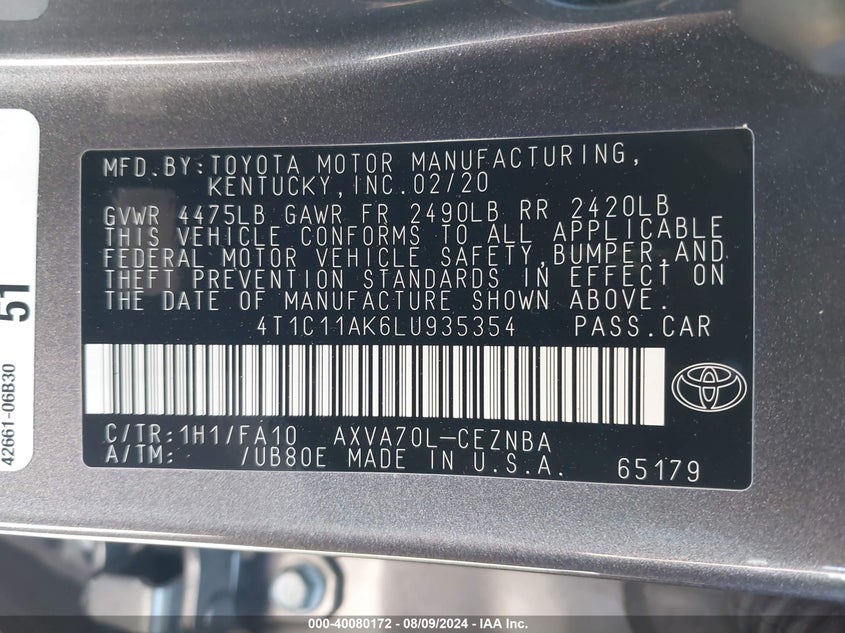 MFD.BY:TOYOTA MOTOR MANUFACTURING,
KENTUCKY,INC.02/20
GVWR 4475LB GAWR FR 2490LB RR 2420LB
THIS VEHICLE CONFORMS TO ALL APPLICABLE
FEDERAL MOTOR VEHICLE SAFETY,BUMPER,AND
THEFT PREVENTION STANDARDS IN EFFECT ON
THE DATE OF MANUFACTURE SHOWN ABOVE.
4T1C11AK6LU935354 PASS.CAR
C/TR:1H1/FA10 AXVA70L-CEZNBA
A/TM: /UB80E MADE IN U.S.A. 65179
42661-06B30 51
000-40080172 - 08/09/2024 - IAA Inc.